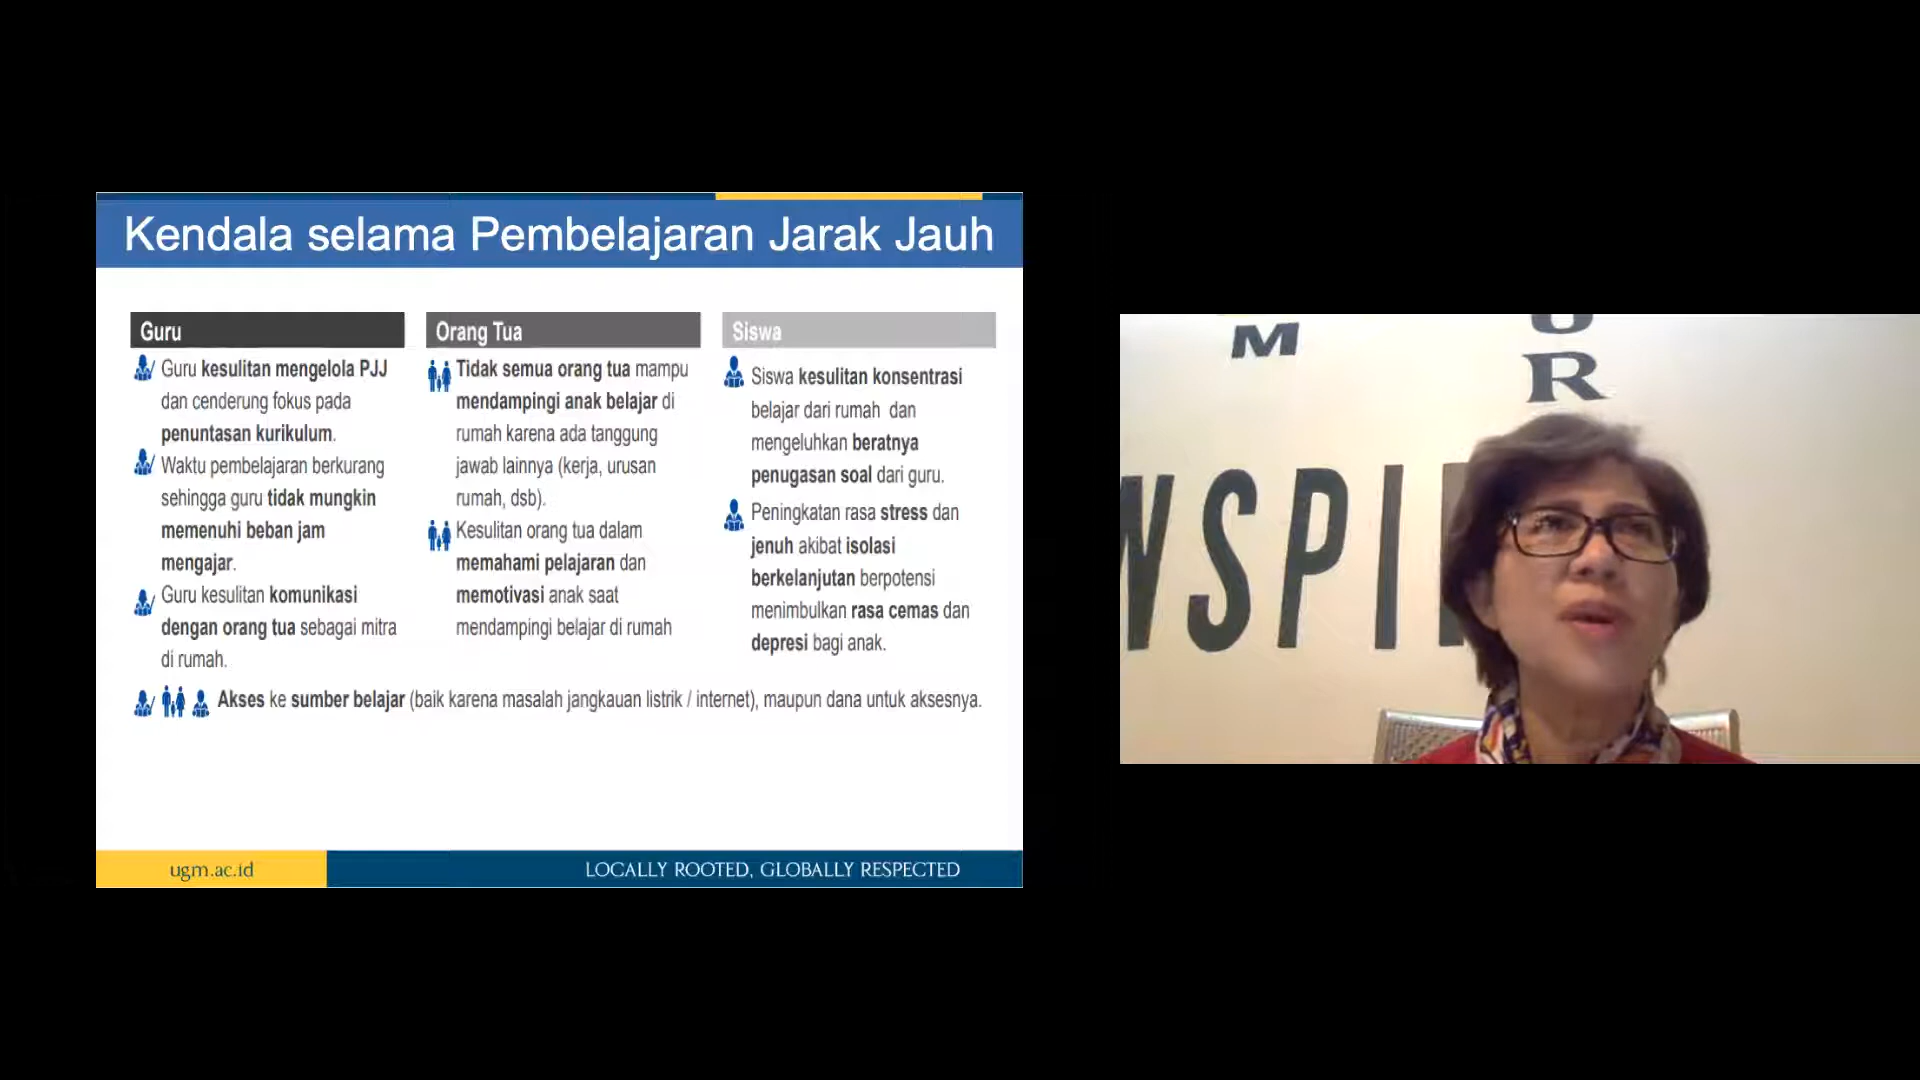 Kendala selama Pembelajaran Jarak Jauh
Guru
Guru kesulitan mengelola PJJ
dan cenderung fokus pada
penuntasan kurikulum.
Waktu pembelajaran berkurang
sehingga guru tidak mungkin
memenuhi beban jam
mengajar.
Guru kesulitan komunikasi
dengan orang tua sebagai mitra
di rumah.
Orang Tua
Tidak semua orang tua mampu
mendampingi anak belajar di
rumah karena ada tanggung
jawab lainnya (kerja, urusan
rumah, dsb).
Kesulitan orang tua dalam
memahami pelajaran dan
memotivasi anak saat
mendampingi belajar di rumah
Siswa
Siswa kesulitan konsentrasi
belajar dari rumah dan
mengeluhkan beratnya
penugasan soal dari guru.
Peningkatan rasa stress dan
jenuh akibat isolasi
berkelanjutan berpotensi
menimbulkan rasa cemas dan
depresi bagi anak.
Akses ke sumber belajar (baik karena masalah jangkauan listrik / internet), maupun dana untuk aksesnya.
ugm.ac.id
LOCALLY ROOTED, GLOBALLY RESPECTED
M
R
NSPI